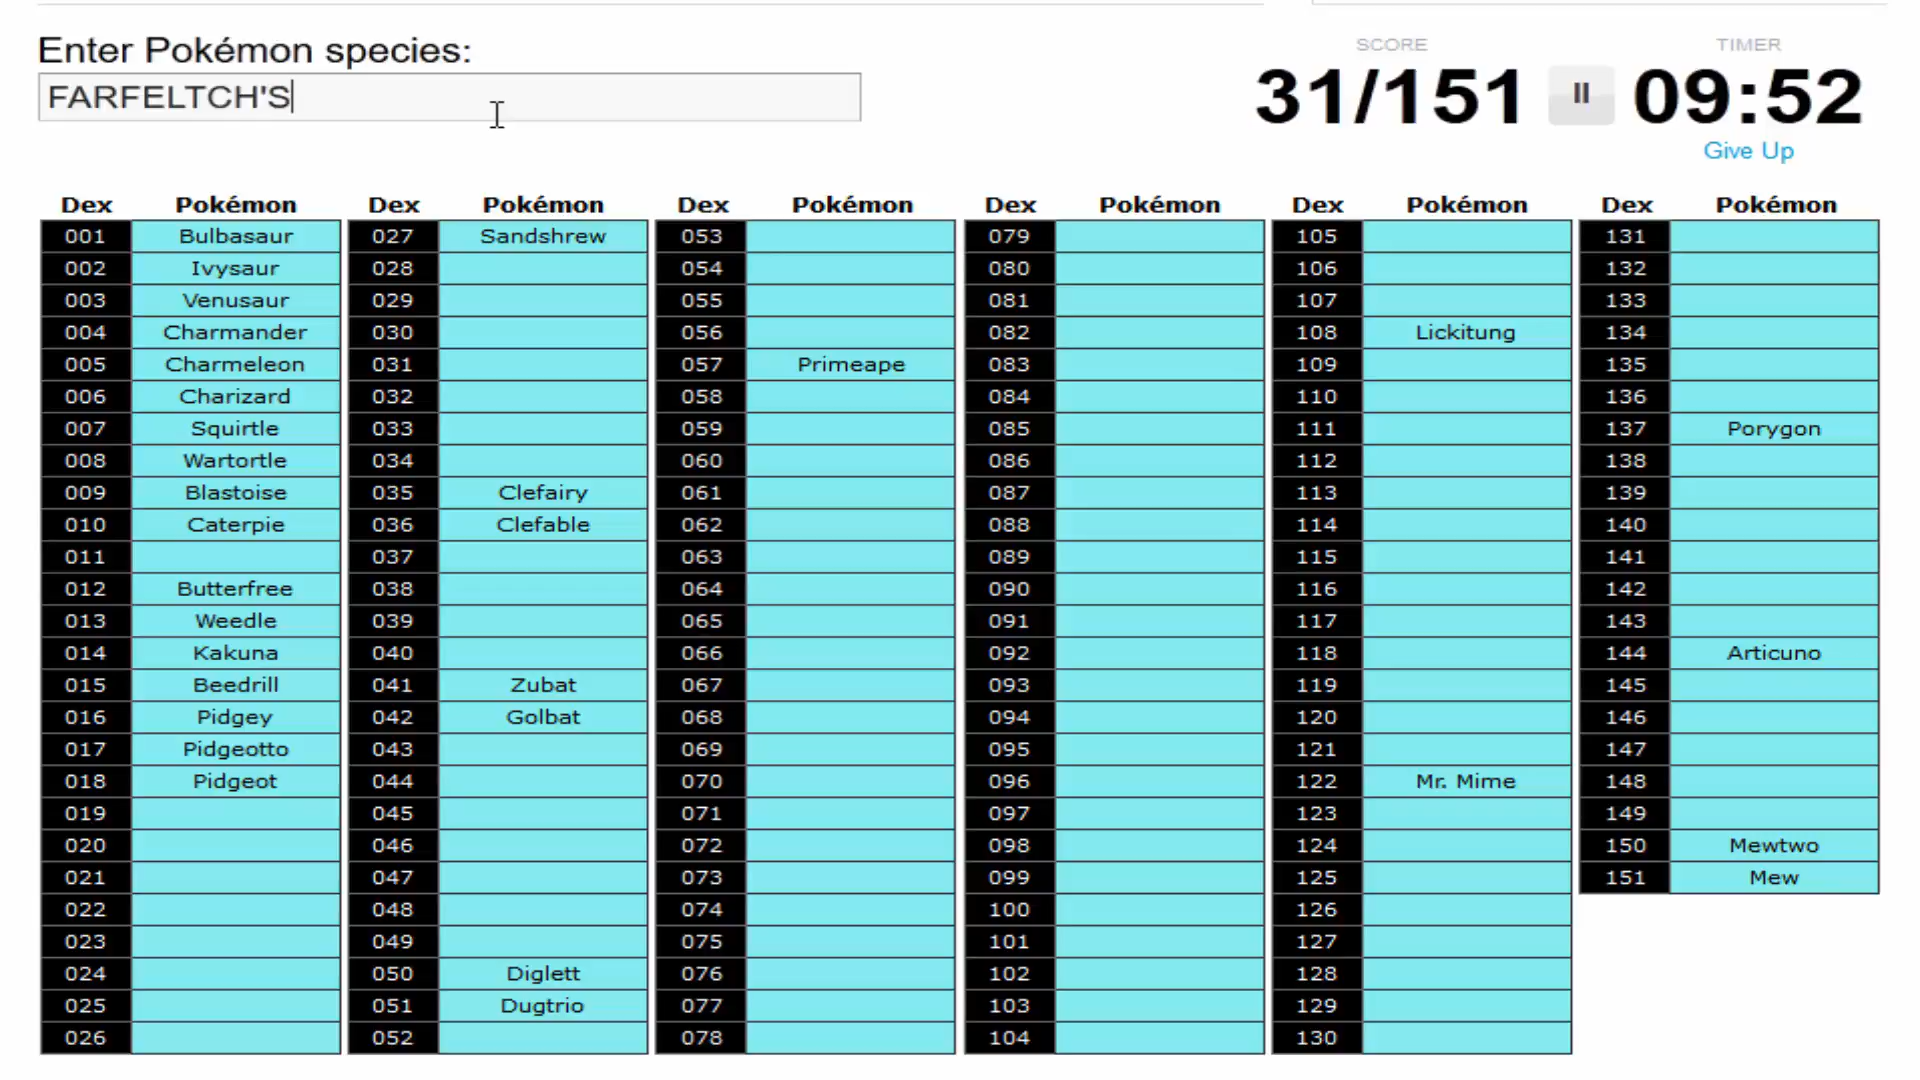 Enter Pokémon species:
FARFELTCH'S
SCORE TIMER
31/151 09:52
Give Up
Dex Pokémon Dex Pokémon Dex Pokémon Dex Pokémon Dex Pokémon Dex Pokémon
001 Bulbasaur 027 Sandshrew 053 079 105 131
002 Ivysaur 028 054 080 106 132
003 Venusaur 029 055 081 107 133
004 Charmander 030 056 082 108 Lickitung 134
005 Charmeleon 031 057 Primeape 083 109 135
006 Charizard 032 058 084 110 136
007 Squirtle 033 059 085 111 137 Porygon
008 Wartortle 034 060 086 112 138
009 Blastoise 035 Clefairy 061 087 113 139
010 Caterpie 036 Clefable 062 088 114 140
011 037 063 089 115 141
012 Butterfree 038 064 090 116 142
013 Weedle 039 065 091 117 143
014 Kakuna 040 066 092 118 144 Articuno
015 Beedrill 041 Zubat 067 093 119 145
016 Pidgey 042 Golbat 068 094 120 146
017 Pidgeotto 043 069 095 121 147
018 Pidgeot 044 070 096 122 Mr. Mime 148
019 045 071 097 123 149
020 046 072 098 124 150 Mewtwo
021 047 073 099 125 151 Mew
022 048 074 100 126
023 049 075 101 127
024 050 Diglett 076 102 128
025 051 Dugtrio 077 103 129
026 052 078 104 130